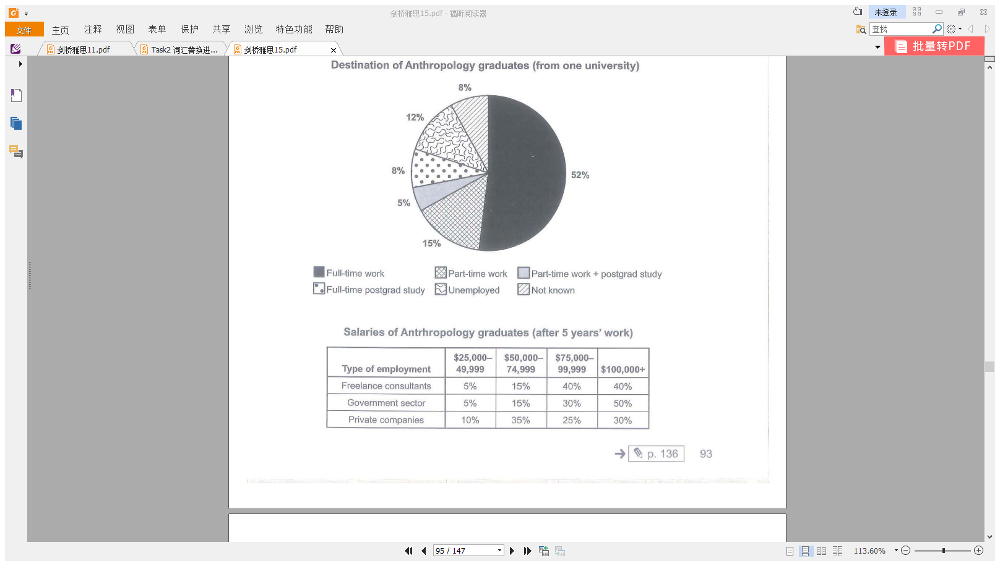 剑桥雅思15.pdf - 福昕阅读器
未登录
文件 主页 注释 视图 表单 保护 共享 浏览 特色功能 帮助
查找
剑桥雅思11.pdf
Task2 词汇替换进...
剑桥雅思15.pdf
批量转PDF
Destination of Anthropology graduates (from one university)
8%
12%
8%
52%
5%
15%
Full-time work Part-time work Part-time work + postgrad study
Full-time postgrad study Unemployed Not known
Salaries of Antrhropology graduates (after 5 years' work)
Type of employment $25,000– 49,999 $50,000– 74,999 $75,000– 99,999 $100,000+
Freelance consultants 5% 15% 40% 40%
Government sector 5% 15% 30% 50%
Private companies 10% 35% 25% 30%
p. 136 93
95 / 147
113.60%